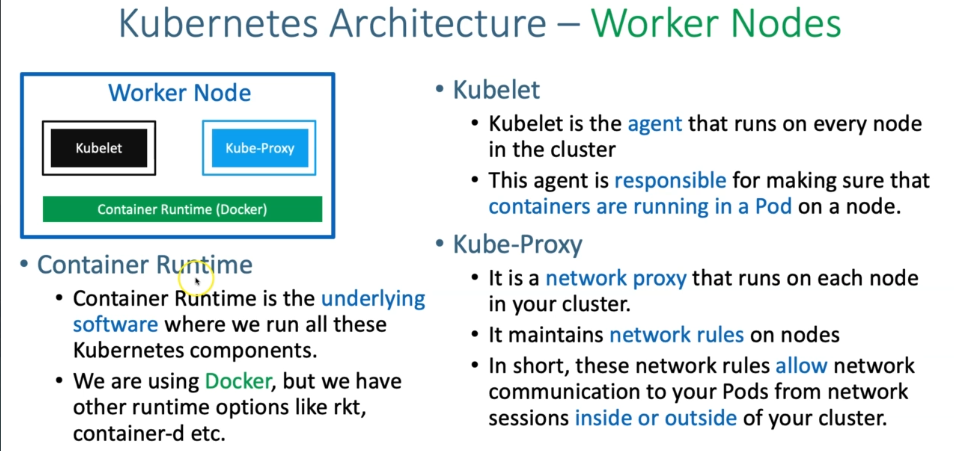 Kubernetes Architecture – Worker Nodes
Worker Node
Kubelet
Kube-Proxy
Container Runtime (Docker)
• Container Runtime
• Container Runtime is the underlying
software where we run all these
Kubernetes components.
• We are using Docker, but we have
other runtime options like rkt,
container-d etc.
• Kubelet
• Kubelet is the agent that runs on every node
in the cluster
• This agent is responsible for making sure that
containers are running in a Pod on a node.
• Kube-Proxy
• It is a network proxy that runs on each node
in your cluster.
• It maintains network rules on nodes
• In short, these network rules allow network
communication to your Pods from network
sessions inside or outside of your cluster.